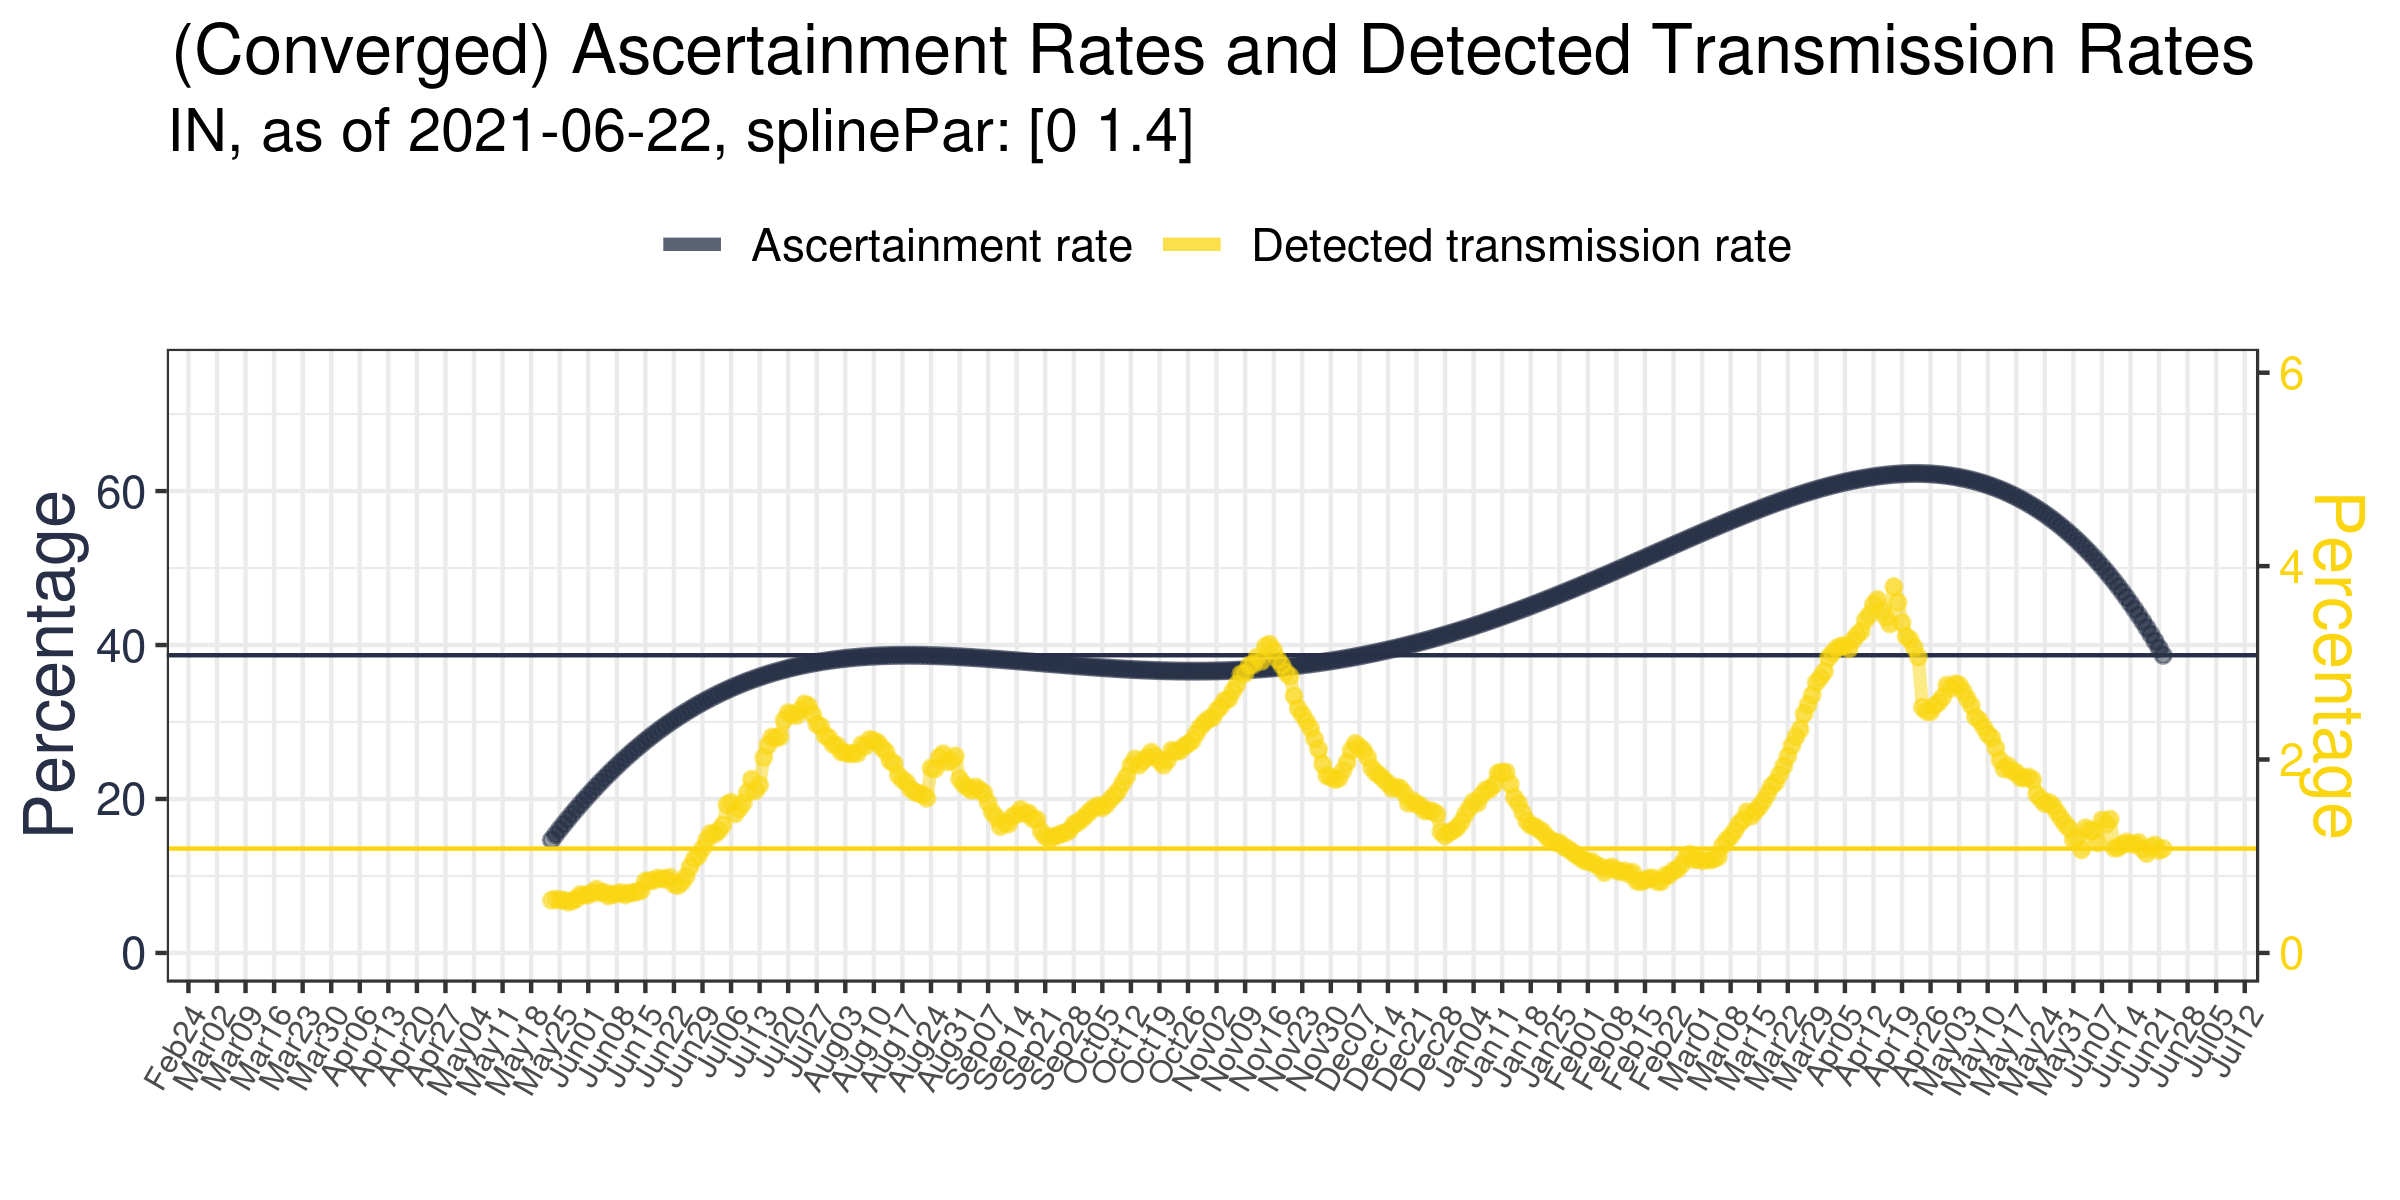 (Converged) Ascertainment Rates and Detected Transmission Rates
IN, as of 2021-06-22, splinePar: [0 1.4]
Ascertainment rate
Detected transmission rate
Percentage
60
40
20
0
6
4
2
0
Percentage
Feb24
Mar02
Mar09
Mar16
Mar23
Mar30
Apr06
Apr13
Apr20
Apr27
May04
May11
May18
May25
Jun01
Jun08
Jun15
Jun22
Jun29
Jul06
Jul13
Jul20
Jul27
Aug03
Aug10
Aug17
Aug24
Aug31
Sep07
Sep14
Sep21
Sep28
Oct05
Oct12
Oct19
Oct26
Nov02
Nov09
Nov16
Nov23
Nov30
Dec07
Dec14
Dec21
Dec28
Jan04
Jan11
Jan18
Jan25
Feb01
Feb08
Feb15
Feb22
Mar01
Mar08
Mar15
Mar22
Mar29
Apr05
Apr12
Apr19
Apr26
May03
May10
May17
May24
May31
Jun07
Jun14
Jun21
Jun28
Jul05
Jul12